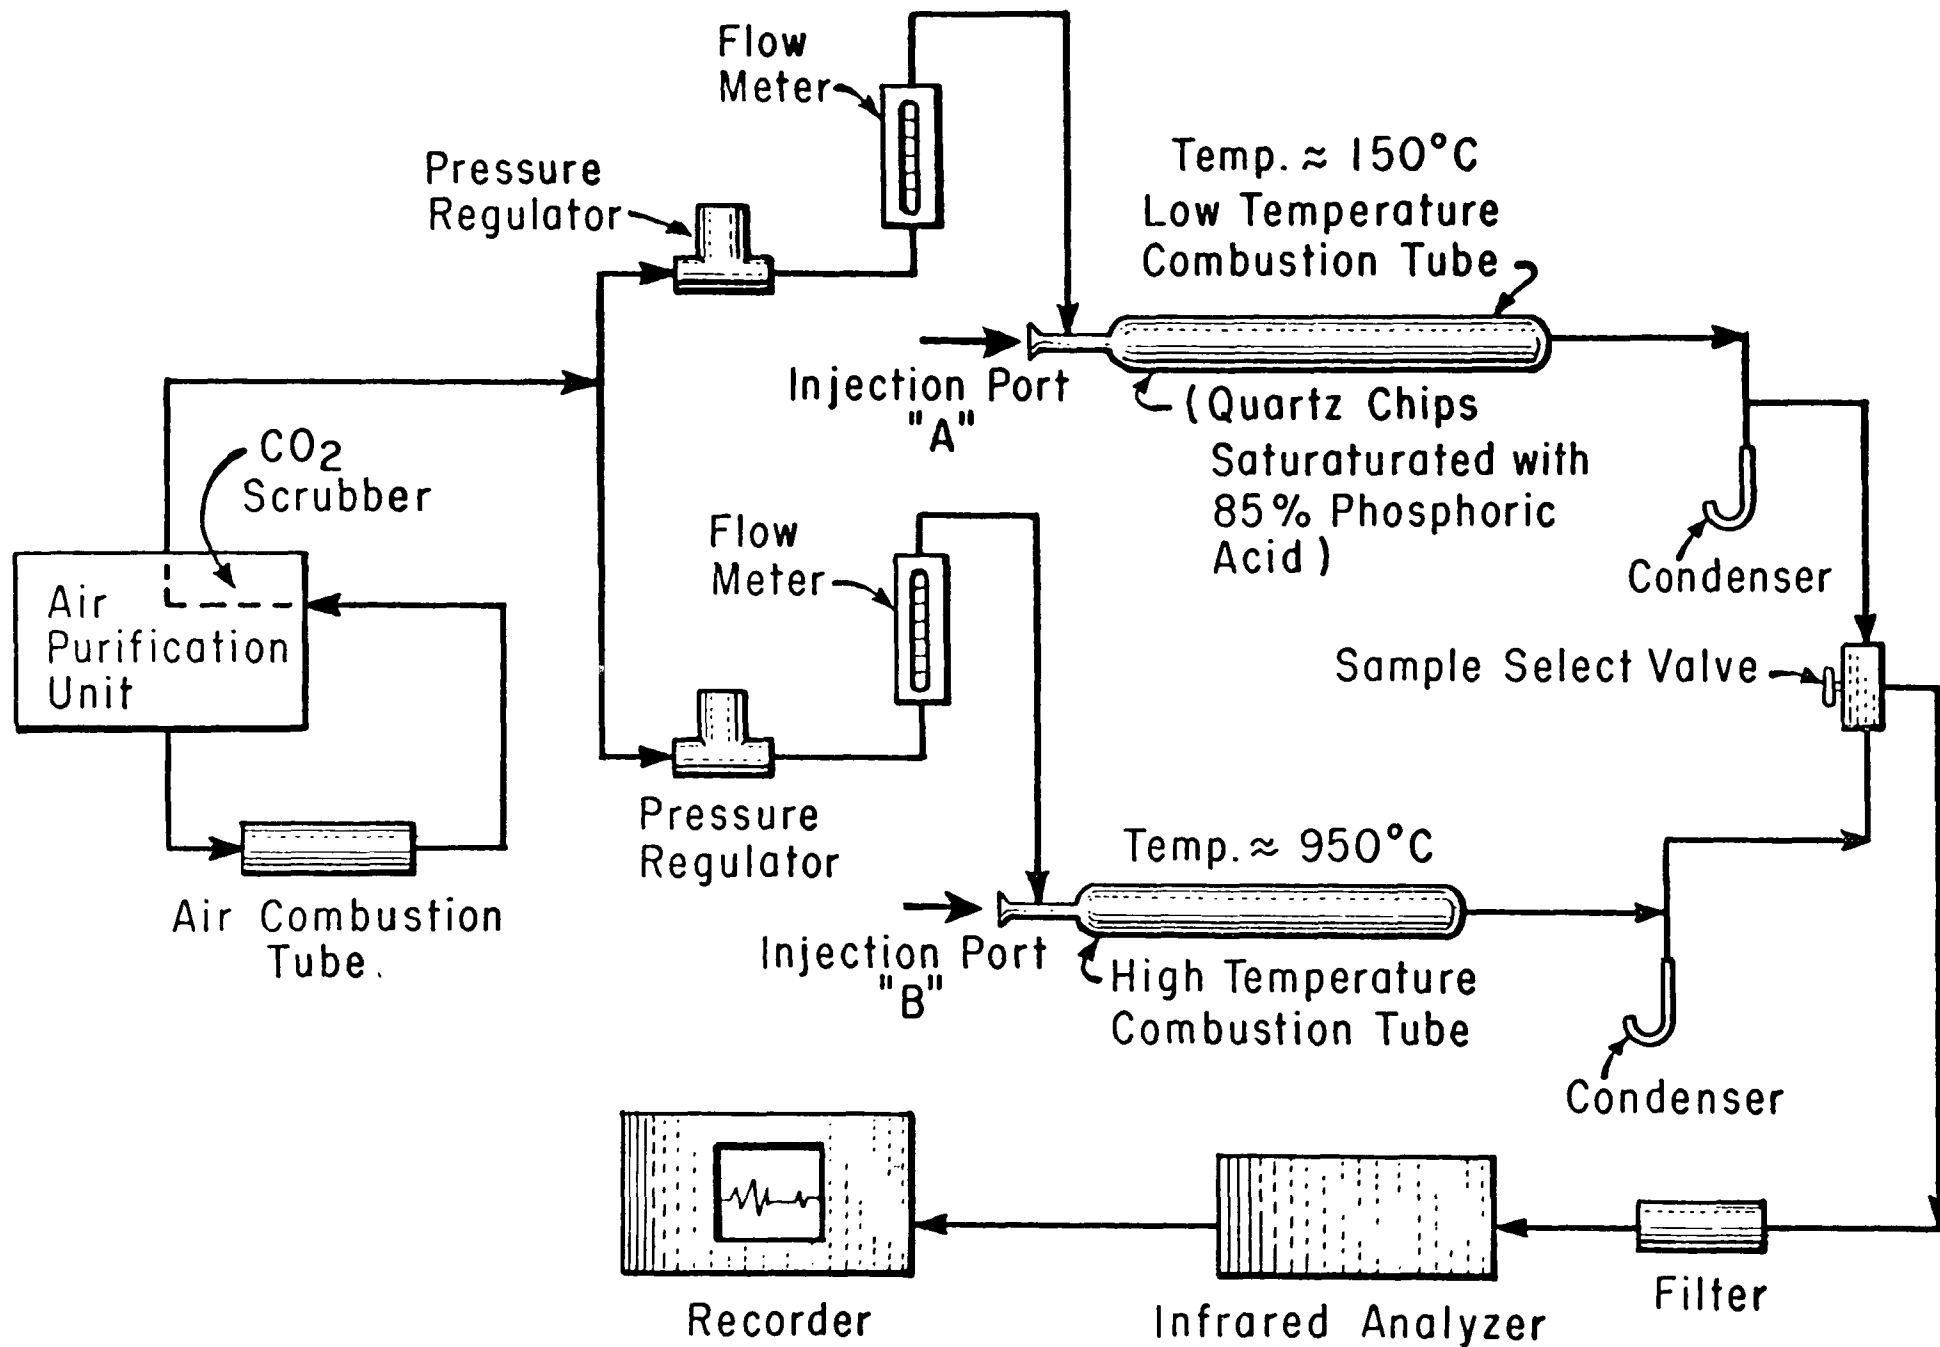 Flow
Meter
Pressure
Regulator
Temp. ≈ 150°C
Low Temperature
Combustion Tube
Injection Port
"A"
(Quartz Chips
Saturaturated with
85% Phosphoric
Acid)
CO2
Scrubber
Air
Purification
Unit
Flow
Meter
Condenser
Sample Select Valve
Pressure
Regulator
Air Combustion
Tube.
Temp. ≈ 950°C
Injection Port
"B"
High Temperature
Combustion Tube
Condenser
Recorder
Infrared Analyzer
Filter